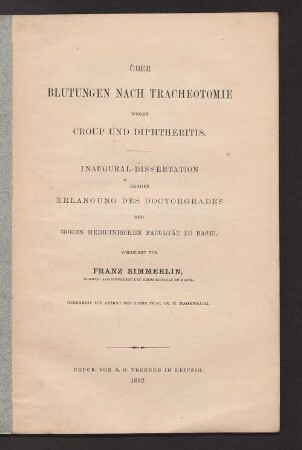 ÜBER
BLUTUNGEN NACH TRACHEOTOMIE
WEGEN
CROUP UND DIPHTHERITIS.
INAUGURAL-DISSERTATION
BEHUFS
ERLANGUNG DES DOCTORGRADES
DER
HOHEN MEDICINISCHEN FACULTÄT ZU BASEL
VORGELEGT VON
FRANZ ZIMMERLIN,
GEDRUCKT AUF ANTRAG DES HERRN PROF. DR. E. HAGENBACH.
DRUCK VON IN LEIPZIG.
1882.